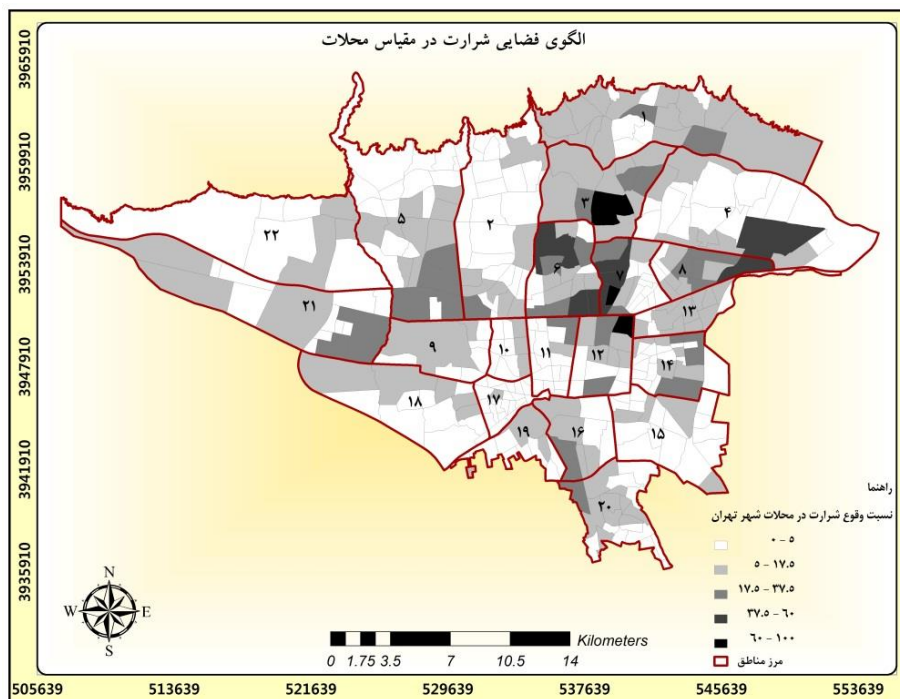 الگوی فضایی شرارت در مقیاس محلات
3965910
3959910
3953910
3947910
3941910
3935910
۱
۲
۳
۴
۵
۶
۷
۸
۹
۱۰
۱۱
۱۲
۱۳
۱۴
۱۵
۱۶
۱۷
۱۸
۱۹
۲۰
۲۱
۲۲
راهنما
نسبت وقوع شرارت در محلات شهر تهران
۰ - ۵
۵ - ۱۷.۵
۱۷.۵ - ۳۷.۵
۳۷.۵ - ۶۰
۶۰ - ۱۰۰
مرز مناطق
N
W E
S
Kilometers
0 1.75 3.5 7 10.5 14
505639 513639 521639 529639 537639 545639 553639